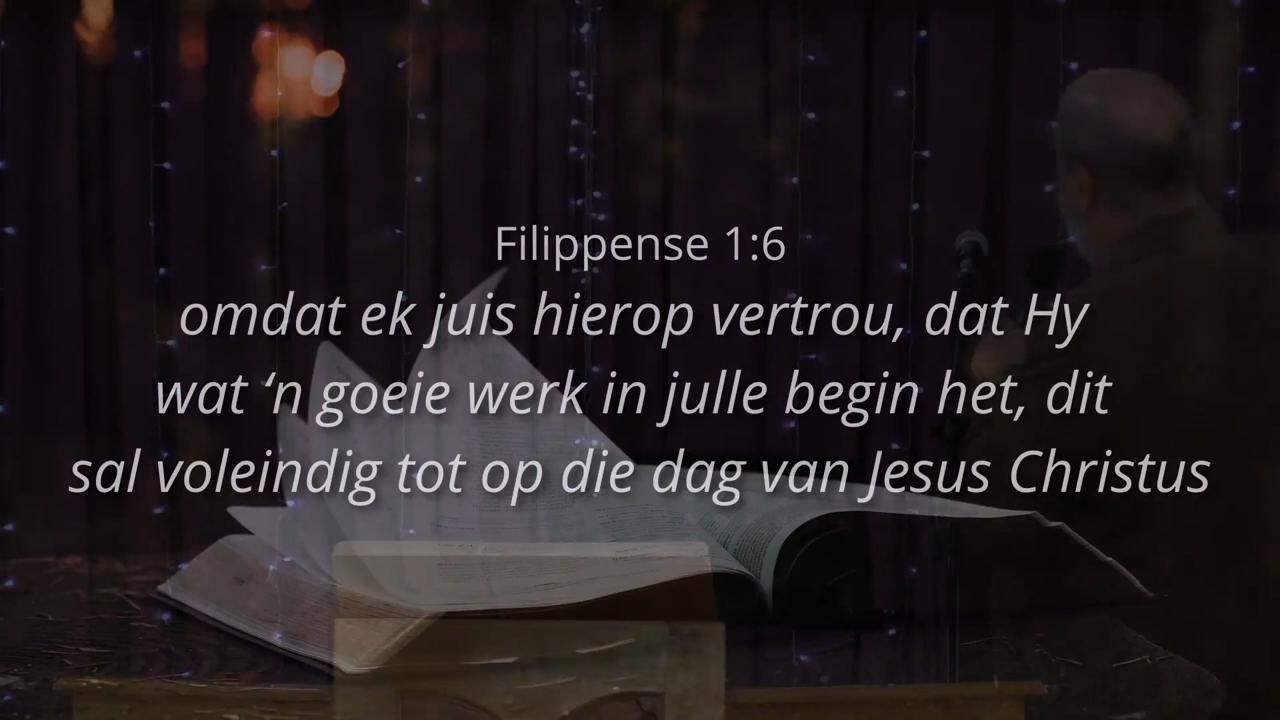 Filippense 1:6
omdat ek juis hierop vertrou, dat Hy
wat ‘n goeie werk in julle begin het, dit
sal voleindig tot op die dag van Jesus Christus